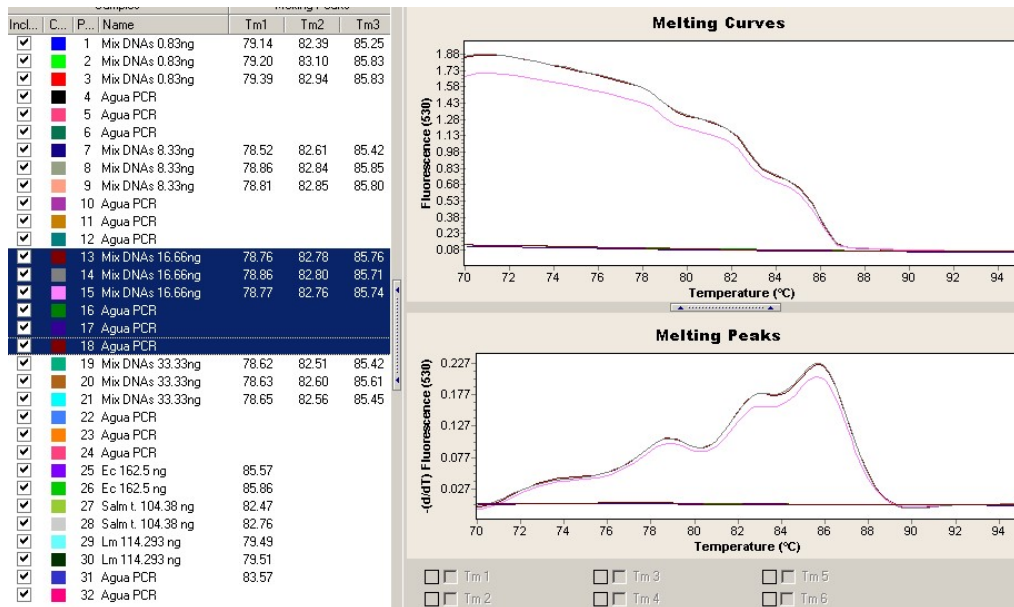 Samples Melting Peaks
Incl... C... P... Name Tm1 Tm2 Tm3
1 Mix DNAs 0.83ng 79.14 82.39 85.25
2 Mix DNAs 0.83ng 79.20 83.10 85.83
3 Mix DNAs 0.83ng 79.39 82.94 85.83
4 Agua PCR
5 Agua PCR
6 Agua PCR
7 Mix DNAs 8.33ng 78.52 82.61 85.42
8 Mix DNAs 8.33ng 78.86 82.84 85.85
9 Mix DNAs 8.33ng 78.81 82.85 85.80
10 Agua PCR
11 Agua PCR
12 Agua PCR
13 Mix DNAs 16.66ng 78.76 82.78 85.76
14 Mix DNAs 16.66ng 78.86 82.80 85.71
15 Mix DNAs 16.66ng 78.77 82.76 85.74
16 Agua PCR
17 Agua PCR
18 Agua PCR
19 Mix DNAs 33.33ng 78.62 82.51 85.42
20 Mix DNAs 33.33ng 78.63 82.60 85.61
21 Mix DNAs 33.33ng 78.65 82.56 85.45
22 Agua PCR
23 Agua PCR
24 Agua PCR
25 Ec 162.5 ng 85.57
26 Ec 162.5 ng 85.86
27 Salm t. 104.38 ng 82.47
28 Salm t. 104.38 ng 82.76
29 Lm 114.293 ng 79.49
30 Lm 114.293 ng 79.51
31 Agua PCR 83.57
32 Agua PCR
Melting Curves
Fluorescence (530)
1.88
1.73
1.58
1.43
1.28
1.13
0.98
0.83
0.68
0.53
0.38
0.23
0.08
70 72 74 76 78 80 82 84 86 88 90 92 94
Temperature (°C)
Melting Peaks
-(d/dT) Fluorescence (530)
0.227
0.177
0.127
0.077
0.027
70 72 74 76 78 80 82 84 86 88 90 92 94
Temperature (°C)
Tm 1 Tm 3 Tm 5
Tm 2 Tm 4 Tm 6